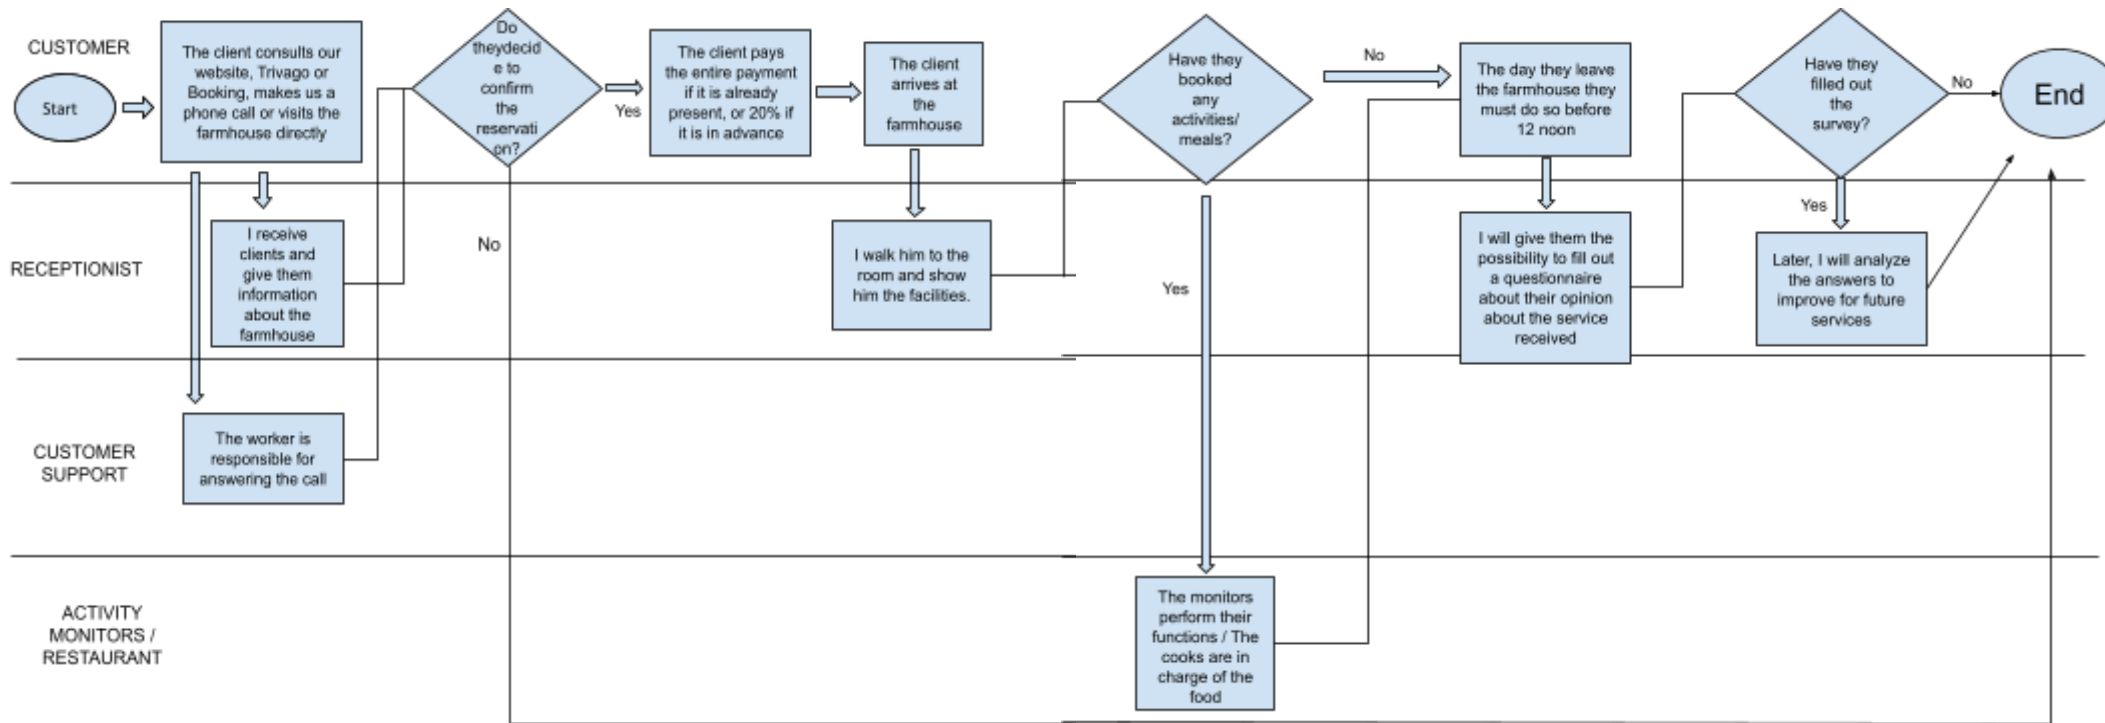 CUSTOMER
Start
The client consults our
website, Trivago or
Booking, makes us a
phone call or visits the
farmhouse directly
Do
theydecid
e to
confirm
the
reservati
on?
Yes
The client pays
the entire payment
if it is already
present, or 20% if
it is in advance
The client
arrives at
the
farmhouse
Have they
booked
any
activities/
meals?
No
The day they leave
the farmhouse they
must do so before
12 noon
Have they
filled out
the
survey?
No
End
RECEPTIONIST
I receive
clients and
give them
information
about the
farmhouse
No
I walk him to the
room and show
him the facilities.
Yes
I will give them the
possibility to fill out
a questionnaire
about their opinion
about the service
received
Yes
Later, I will analyze
the answers to
improve for future
services
CUSTOMER
SUPPORT
The worker is
responsible for
answering the call
ACTIVITY
MONITORS /
RESTAURANT
The monitors
perform their
functions / The
cooks are in
charge of the
food